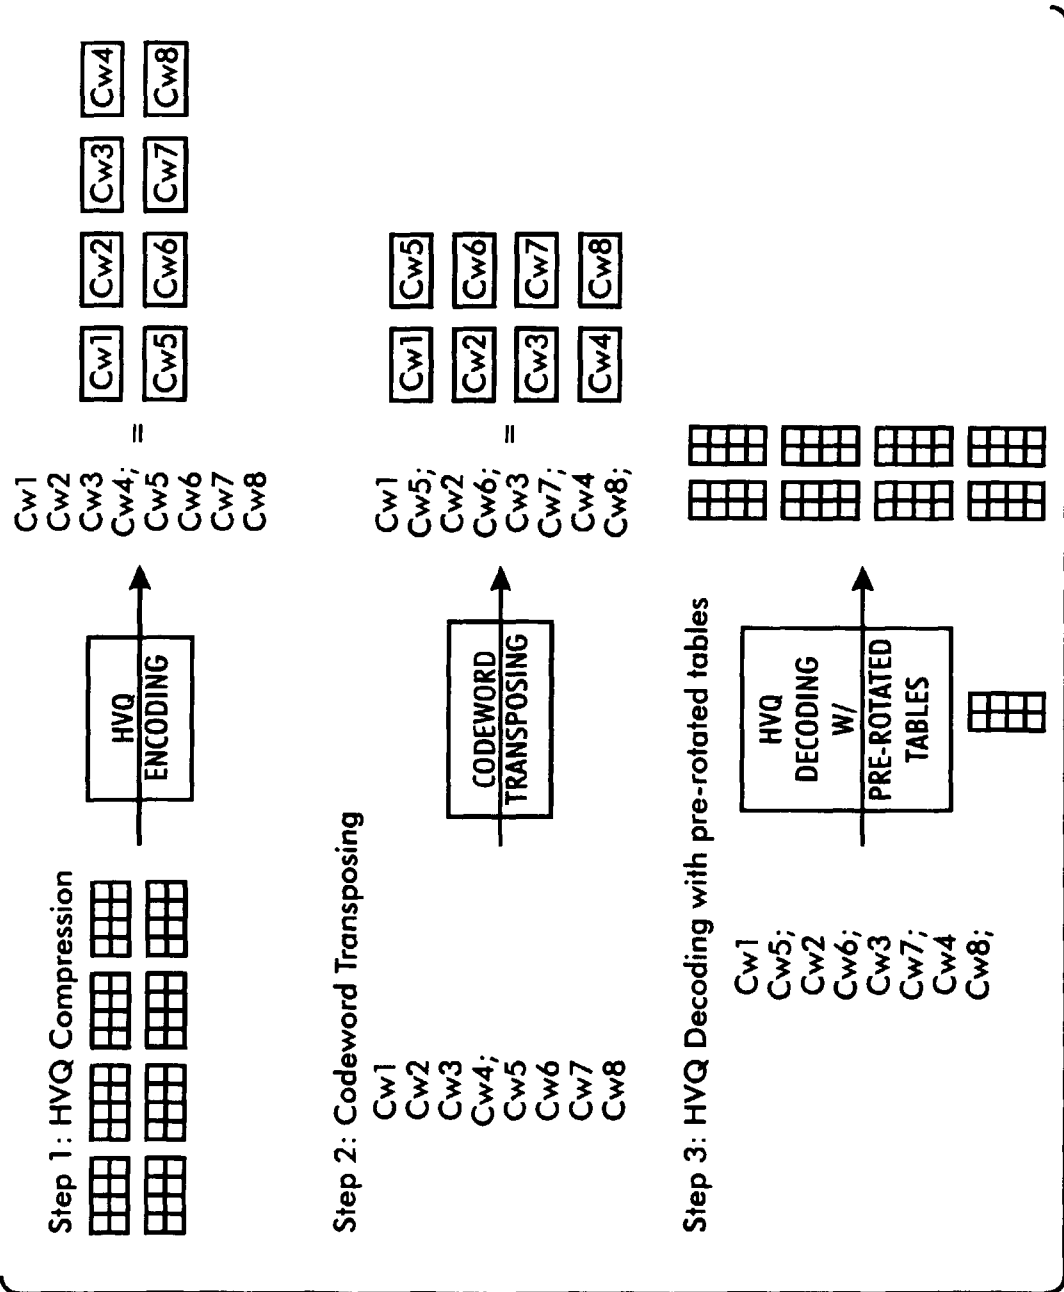 Step 1: HVQ Compression
HVQ
ENCODING
Cw1
Cw2
Cw3
Cw4;
Cw5
Cw6
Cw7
Cw8
=
Cw1 Cw2 Cw3 Cw4
Cw5 Cw6 Cw7 Cw8
Step 2: Codeword Transposing
Cw1
Cw2
Cw3
Cw4;
Cw5
Cw6
Cw7
Cw8
CODEWORD
TRANSPOSING
Cw1
Cw5;
Cw2
Cw6;
Cw3
Cw7;
Cw4
Cw8;
=
Cw1 Cw5
Cw2 Cw6
Cw3 Cw7
Cw4 Cw8
Step 3: HVQ Decoding with pre-rotated tables
Cw1
Cw5;
Cw2
Cw6;
Cw3
Cw7;
Cw4
Cw8;
HVQ
DECODING
W/
PRE-ROTATED
TABLES